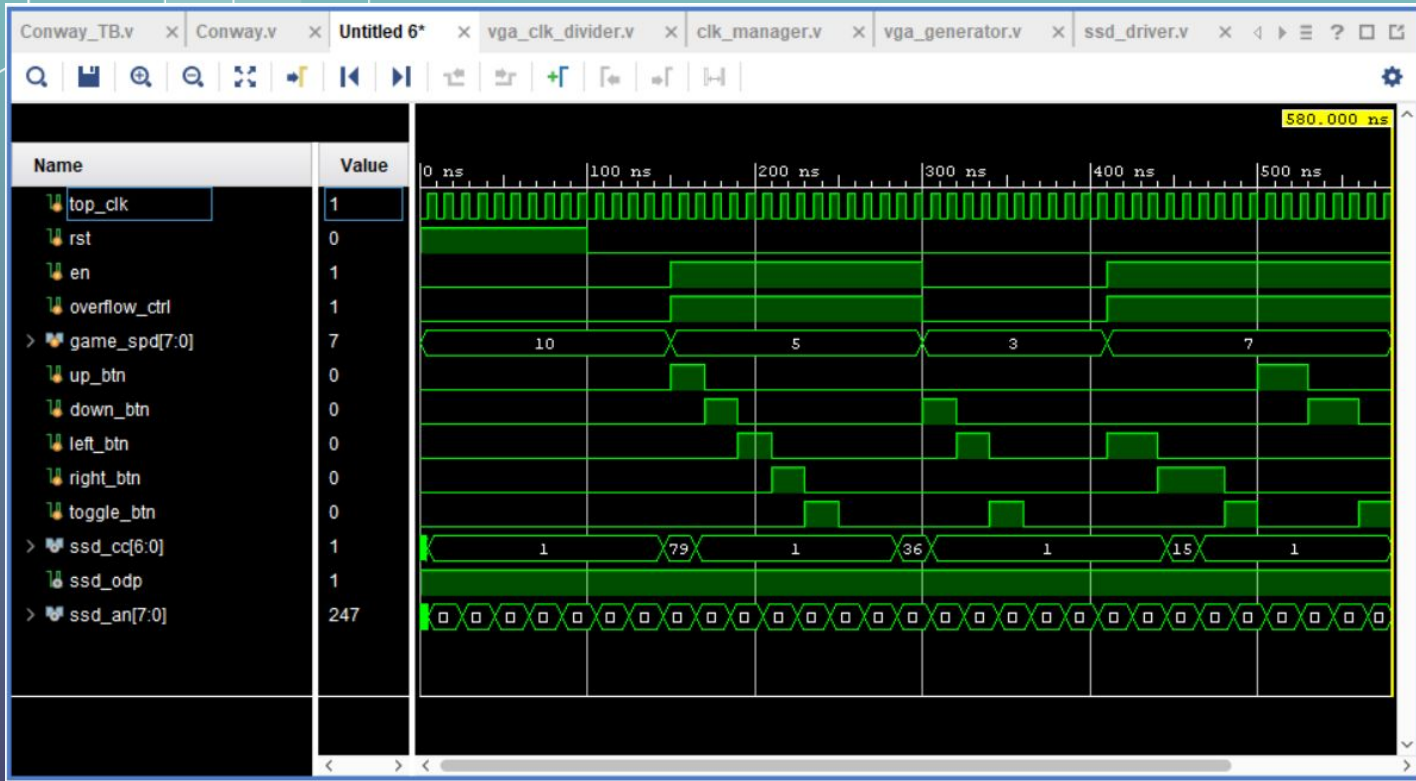 Conway_TB.v × Conway.v × Untitled 6* × vga_clk_divider.v × clk_manager.v × vga_generator.v × ssd_driver.v ×
580.000 ns
Name Value 0 ns 100 ns 200 ns 300 ns 400 ns 500 ns
top_clk 1
rst 0
en 1
overflow_ctrl 1
game_spd[7:0] 7 10 5 3 7
up_btn 0
down_btn 0
left_btn 0
right_btn 0
toggle_btn 0
ssd_cc[6:0] 1 1 79 1 36 1 15 1
ssd_odp 1
ssd_an[7:0] 247